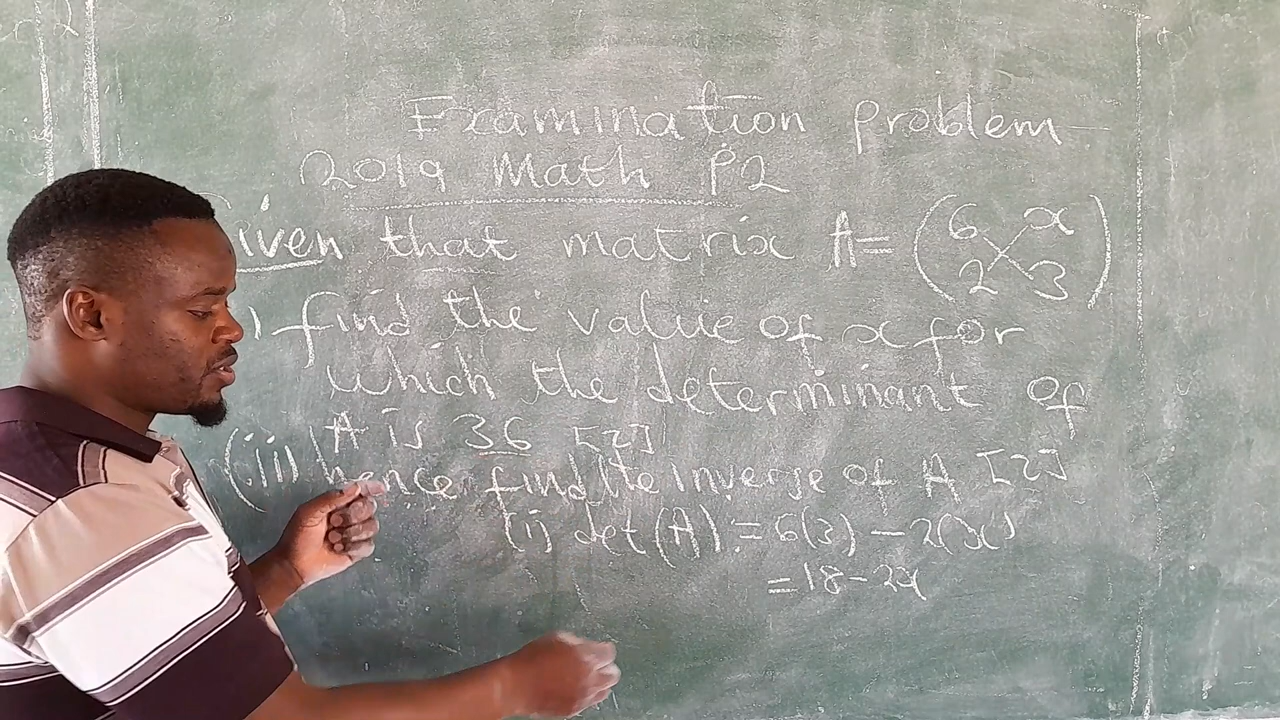 Examination problem
2019 Math P2
Given that matrix A = (6 x
2 3)
i) find the value of x for
which the determinant of
A is 36 [2]
(ii) hence find the inverse of A [2]
(i) det(A) = 6(3) - 2(x)
= 18 - 2x